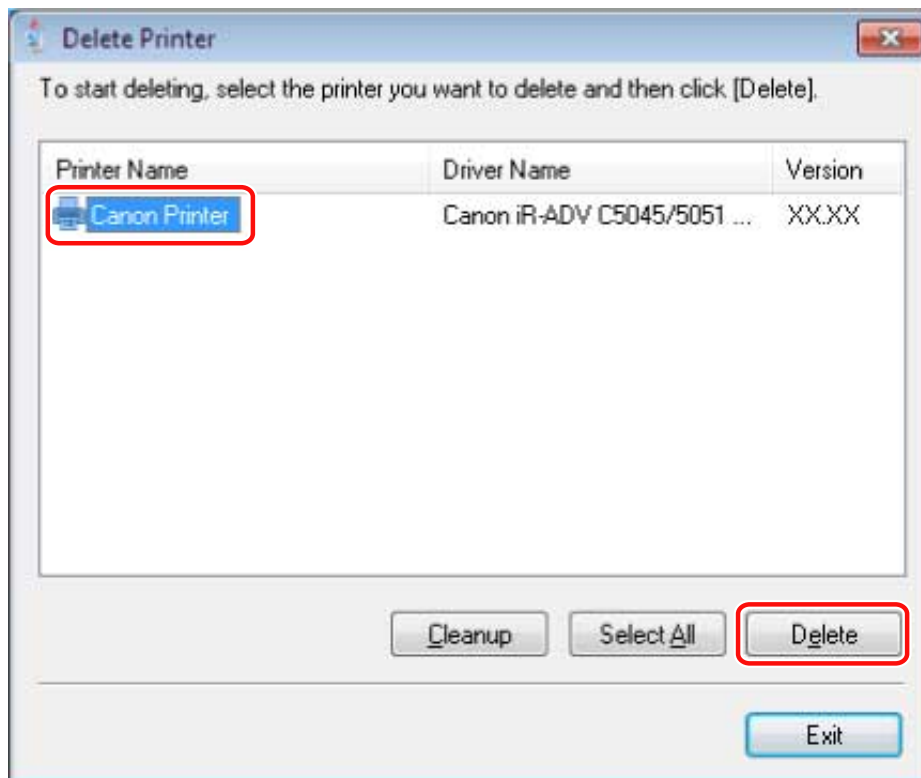 Delete Printer
To start deleting, select the printer you want to delete and then click [Delete].
Printer Name Driver Name Version
Canon Printer Canon iR-ADV C5045/5051 ... XX.XX
Cleanup Select All Delete
Exit